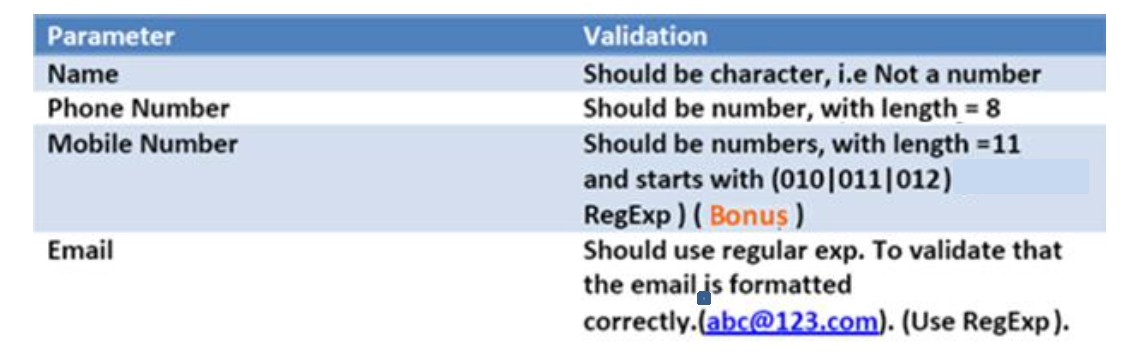 Parameter Validation
Name Should be character, i.e Not a number
Phone Number Should be number, with length = 8
Mobile Number Should be numbers, with length =11
and starts with (010|011|012)
RegExp ) ( Bonus )
Email Should use regular exp. To validate that
the email is formatted
correctly.(abc@123.com). (Use RegExp).